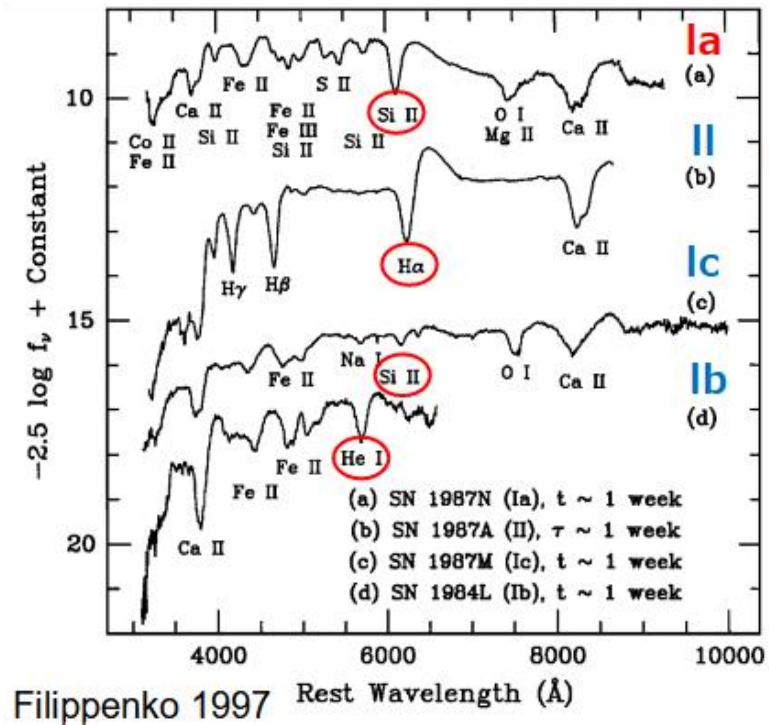 Ia
(a)
10
Fe II
S II
Ca II
Si II
Fe II
Fe III
Si II
Si II
Si II
O I
Mg II
Ca II
Co II
Fe II
II
(b)
Hγ
Hβ
Hα
Ca II
Ic
(c)
15
Fe II
Na I
Si II
O I
Ca II
Ib
(d)
Fe II
Fe II
He I
Ca II
20
(a) SN 1987N (Ia), t ~ 1 week
(b) SN 1987A (II), τ ~ 1 week
(c) SN 1987M (Ic), t ~ 1 week
(d) SN 1984L (Ib), t ~ 1 week
-2.5 log fν + Constant
4000 6000 8000 10000
Rest Wavelength (Å)
Filippenko 1997